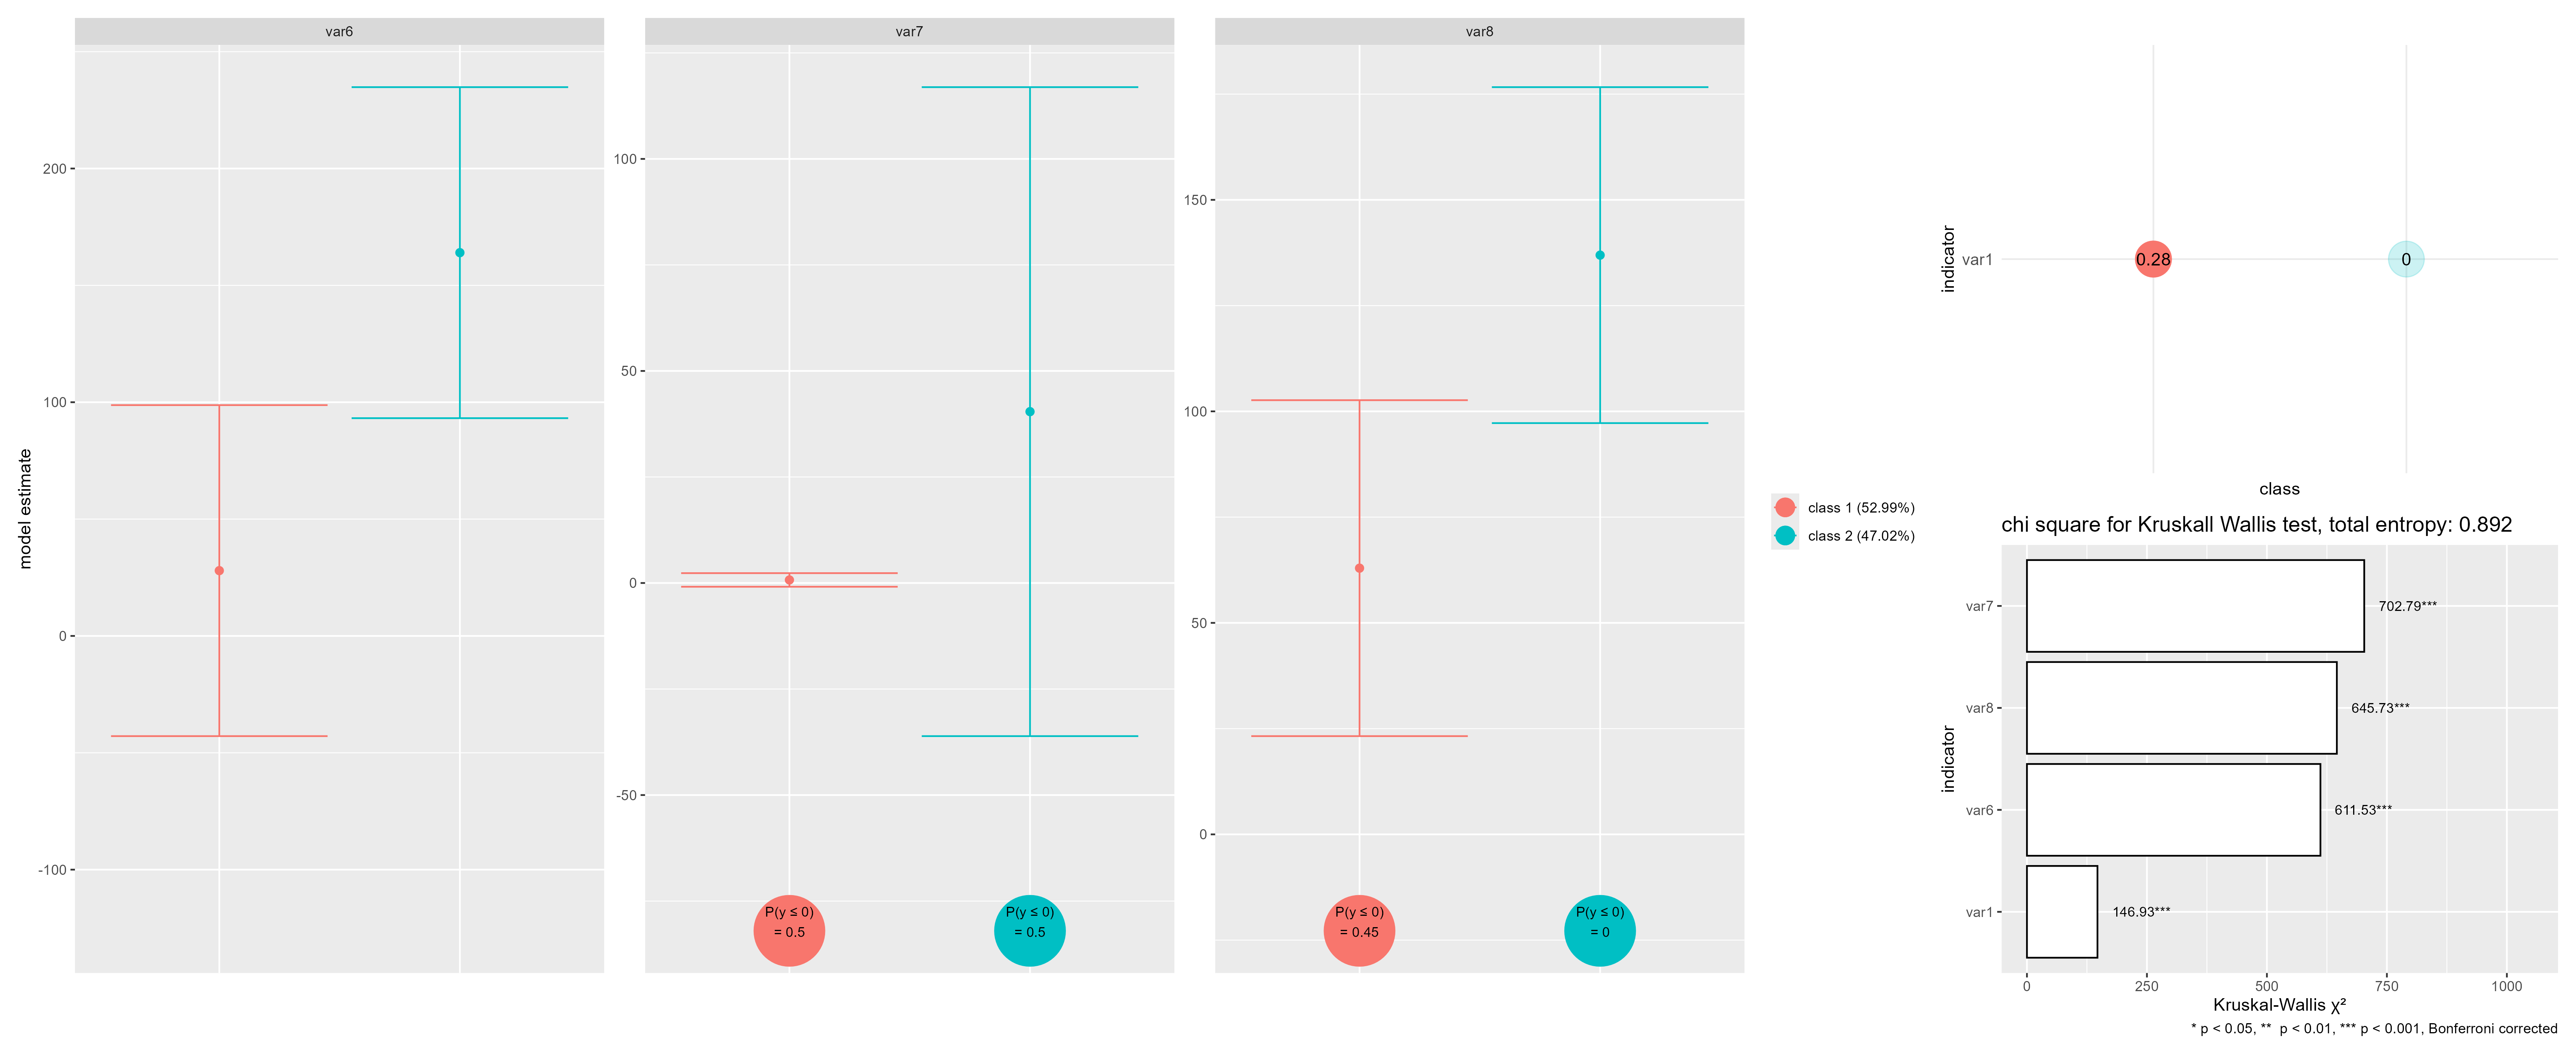 var6
var7
var8
model estimate
200
100
0
-100
100
50
0
-50
P(y ≤ 0)
= 0.5
P(y ≤ 0)
= 0.5
150
100
50
0
P(y ≤ 0)
= 0.45
P(y ≤ 0)
= 0
class 1 (52.99%)
class 2 (47.02%)
indicator
var1
0.28
0
class
chi square for Kruskall Wallis test, total entropy: 0.892
indicator
var7
702.79***
var8
645.73***
var6
611.53***
var1
146.93***
0 250 500 750 1000
Kruskal-Wallis χ²
* p < 0.05, ** p < 0.01, *** p < 0.001, Bonferroni corrected